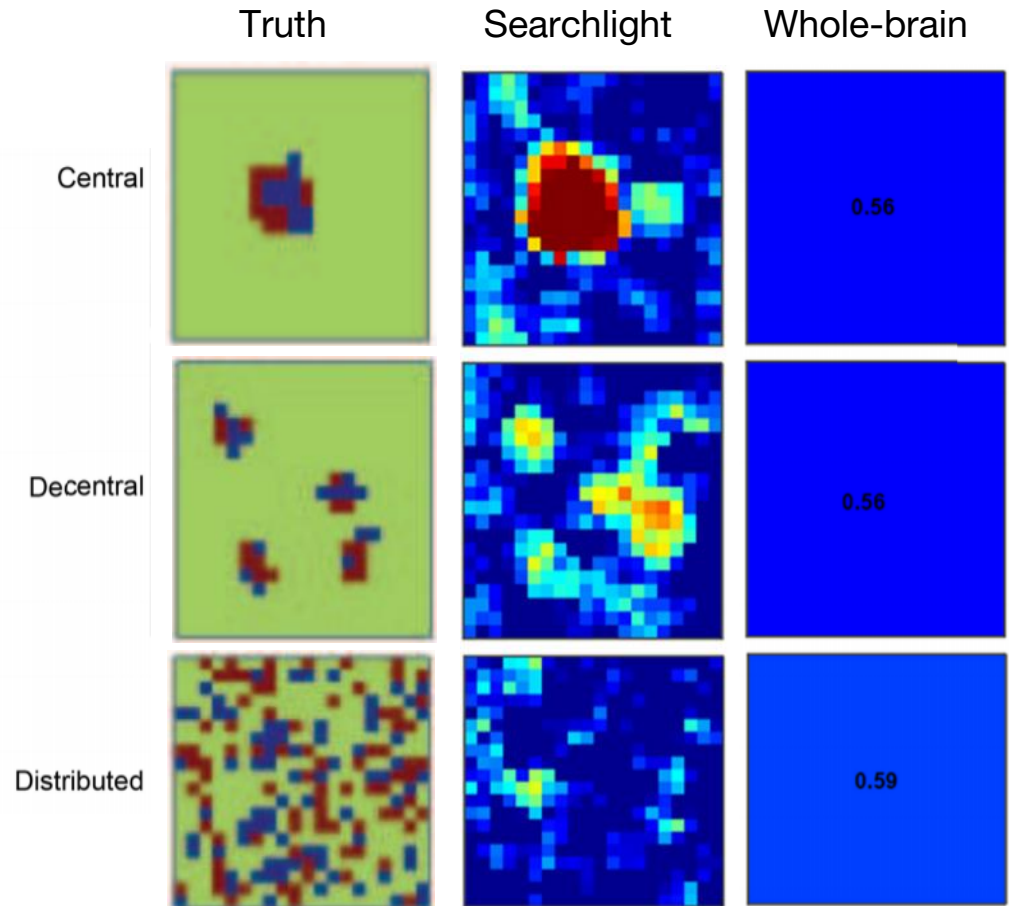 Truth Searchlight Whole-brain
Central
0.56
Decentral
0.56
Distributed
0.59